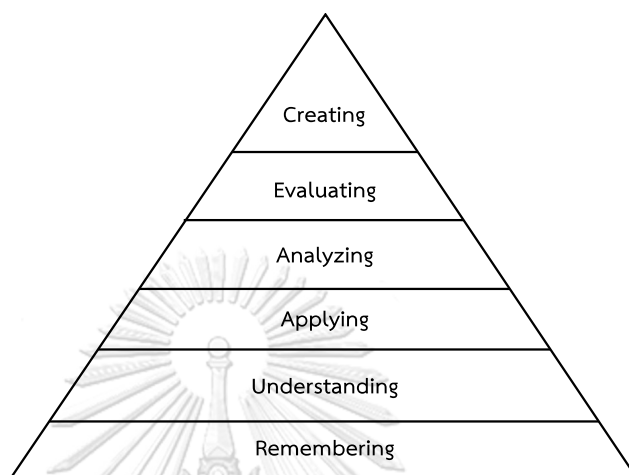 Creating
Evaluating
Analyzing
Applying
Understanding
Remembering